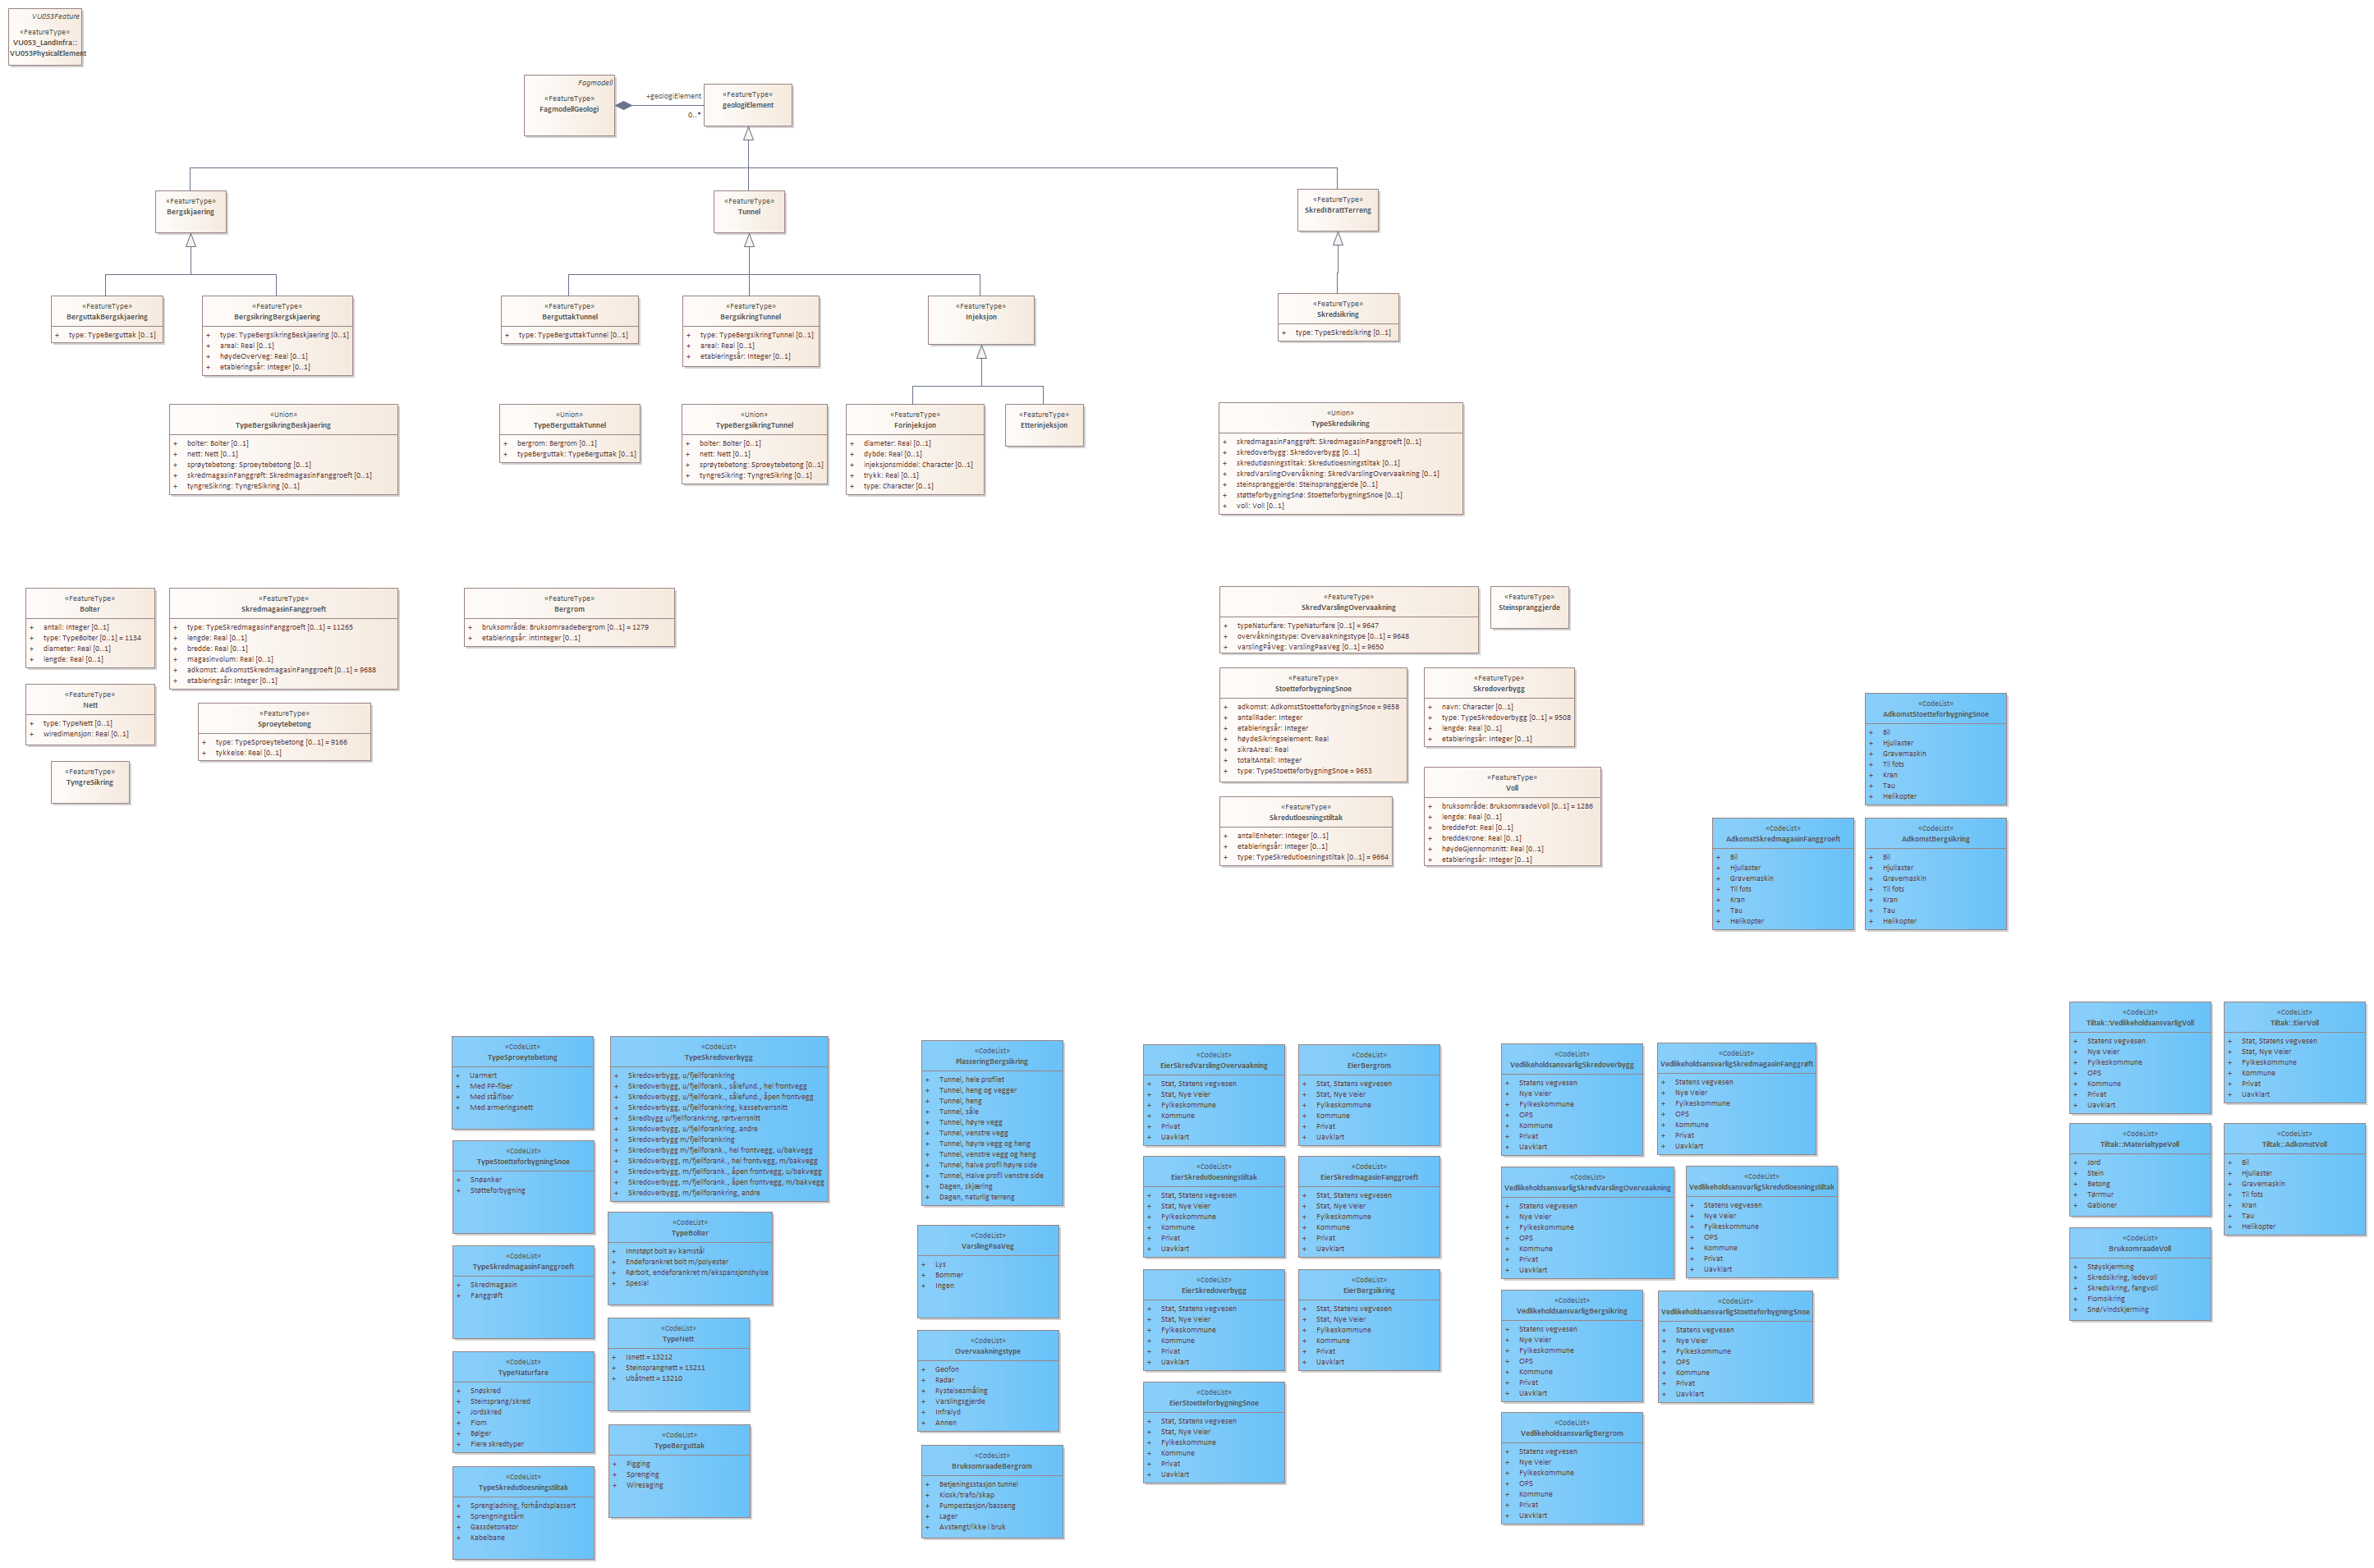 VU053Feature
«FeatureType»
VU053_LandInfra::
VU053PhysicalElement
Fagmodell
«FeatureType»
FagmodellGeologi
+geologiElement
0..*
«FeatureType»
geologiElement
«FeatureType»
Bergskjaering
«FeatureType»
Tunnel
«FeatureType»
SkredIBrattTerreng
«FeatureType»
BerguttakBergskjaering
+ type: TypeBerguttak [0..1]
«FeatureType»
BergsikringBergskjaering
+ type: TypeBergsikringBeskjaering [0..1]
+ areal: Real [0..1]
+ høydeOverVeg: Real [0..1]
+ etableringsår: Integer [0..1]
«FeatureType»
BerguttakTunnel
+ type: TypeBerguttakTunnel [0..1]
«FeatureType»
BergsikringTunnel
+ type: TypeBergsikringTunnel [0..1]
+ areal: Real [0..1]
+ etableringsår: Integer [0..1]
«FeatureType»
Injeksjon
«FeatureType»
Skredsikring
+ type: TypeSkredsikring [0..1]
«Union»
TypeBergsikringBeskjaering
+ bolter: Bolter [0..1]
+ nett: Nett [0..1]
+ sprøytebetong: Sproeytebetong [0..1]
+ skredmagasinFanggrøft: SkredmagasinFanggroeft [0..1]
+ tyngreSikring: TyngreSikring [0..1]
«Union»
TypeBerguttakTunnel
+ bergrom: Bergrom [0..1]
+ typeBerguttak: TypeBerguttak [0..1]
«Union»
TypeBergsikringTunnel
+ bolter: Bolter [0..1]
+ nett: Nett [0..1]
+ sprøytebetong: Sproeytebetong [0..1]
+ tyngreSikring: TyngreSikring [0..1]
«FeatureType»
Forinjeksjon
+ diameter: Real [0..1]
+ dybde: Real [0..1]
+ injeksjonsmiddel: Character [0..1]
+ trykk: Real [0..1]
+ type: Character [0..1]
«FeatureType»
Etterinjeksjon
«Union»
TypeSkredsikring
+ skredmagasinFanggrøft: SkredmagasinFanggroeft [0..1]
+ skredoverbygg: Skredoverbygg [0..1]
+ skredutløsningstiltak: Skredutloesningstiltak [0..1]
+ skredVarslingOvervåkning: SkredVarslingOvervaakning [0..1]
+ steinspranggjerde: Steinspranggjerde [0..1]
+ støtteforbygningSnø: StoetteforbygningSnoe [0..1]
+ voll: Voll [0..1]
«FeatureType»
Bolter
+ antall: Integer [0..1]
+ type: TypeBolter [0..1] = 1134
+ diameter: Real [0..1]
+ lengde: Real [0..1]
«FeatureType»
SkredmagasinFanggroeft
+ type: TypeSkredmagasinFanggroeft [0..1] = 11265
+ lengde: Real [0..1]
+ bredde: Real [0..1]
+ magasinvolum: Real [0..1]
+ adkomst: AdkomstSkredmagasinFanggroeft [0..1] = 9688
+ etableringsår: Integer [0..1]
«FeatureType»
Bergrom
+ bruksområde: BruksomraadeBergrom [0..1] = 1279
+ etableringsår: intInteger [0..1]
«FeatureType»
SkredVarslingOvervaakning
+ typeNaturfare: TypeNaturfare [0..1] = 9647
+ overvåkningstype: Overvaakningstype [0..1] = 9648
+ varslingPåVeg: VarslingPaaVeg [0..1] = 9650
«FeatureType»
Steinspranggjerde
«FeatureType»
Nett
+ type: TypeNett [0..1]
+ wiredimensjon: Real [0..1]
«FeatureType»
Sproeytebetong
+ type: TypeSproeytebetong [0..1] = 9166
+ tykkelse: Real [0..1]
«FeatureType»
TyngreSikring
«FeatureType»
StoetteforbygningSnoe
+ adkomst: AdkomstStoetteforbygningSnoe = 9658
+ antallRader: Integer
+ etableringsår: Integer
+ høydeSikringselement: Real
+ sikraAreal: Real
+ totaltAntall: Integer
+ type: TypeStoetteforbygningSnoe = 9653
«FeatureType»
Skredoverbygg
+ navn: Character [0..1]
+ type: TypeSkredoverbygg [0..1] = 9508
+ lengde: Real [0..1]
+ etableringsår: Integer [0..1]
«FeatureType»
Skredutloesningstiltak
+ antallEnheter: Integer [0..1]
+ etableringsår: Integer [0..1]
+ type: TypeSkredutloesningstiltak [0..1] = 9664
«FeatureType»
Voll
+ bruksområde: BruksomraadeVoll [0..1] = 1286
+ lengde: Real [0..1]
+ breddeFot: Real [0..1]
+ breddeKrone: Real [0..1]
+ høydeGjennomsnitt: Real [0..1]
+ etableringsår: Integer [0..1]
«CodeList»
AdkomstStoetteforbygningSnoe
+ Bil
+ Hjullaster
+ Gravemaskin
+ Til fots
+ Kran
+ Tau
+ Helikopter
«CodeList»
AdkomstSkredmagasinFanggroeft
+ Bil
+ Hjullaster
+ Gravemaskin
+ Til fots
+ Kran
+ Tau
+ Helikopter
«CodeList»
AdkomstBergsikring
+ Bil
+ Hjullaster
+ Gravemaskin
+ Til fots
+ Kran
+ Tau
+ Helikopter
«CodeList»
TypeSproeytebetong
+ Uarmert
+ Med PP-fiber
+ Med stålfiber
+ Med armeringsnett
«CodeList»
TypeStoetteforbygningSnoe
+ Snøanker
+ Støtteforbygning
«CodeList»
TypeSkredmagasinFanggroeft
+ Skredmagasin
+ Fanggrøft
«CodeList»
TypeNaturfare
+ Snøskred
+ Steinsprang/skred
+ Jordskred
+ Flom
+ Bølger
+ Flere skredtyper
«CodeList»
TypeSkredutloesningstiltak
+ Sprengladning, forhåndsplassert
+ Sprengningstårn
+ Gassdetonator
+ Kabelbane
«CodeList»
TypeSkredoverbygg
+ Skredoverbygg, u/fjellforankring
+ Skredoverbygg, u/fjellforank., sålefund., hel frontvegg
+ Skredoverbygg, u/fjellforank., sålefund., åpen frontvegg
+ Skredoverbygg, u/fjellforankring, kassetverrsnitt
+ Skredbygg u/fjellforankring, rørtverrsnitt
+ Skredoverbygg, u/fjellforankring, andre
+ Skredoverbygg m/fjellforankring
+ Skredoverbygg m/fjellforank., hel frontvegg, u/bakvegg
+ Skredoverbygg, m/fjellforank., hel frontvegg, m/bakvegg
+ Skredoverbygg, m/fjellforank., åpen frontvegg, u/bakvegg
+ Skredoverbygg, m/fjellforank., åpen frontvegg, m/bakvegg
+ Skredoverbygg, m/fjellforankring, andre
«CodeList»
TypeBolter
+ Innstøpt bolt av kamstål
+ Endeforankret bolt m/polyester
+ Rørbolt, endeforankret m/ekspansjonshylse
+ Spesial
«CodeList»
TypeNett
+ Isnett = 13212
+ Steinsprangnett = 13211
+ Ubåtnett = 13210
«CodeList»
TypeBerguttak
+ Pigging
+ Sprenging
+ Wiresaging
«CodeList»
PlasseringBergsikring
+ Tunnel, hele profilet
+ Tunnel, heng og vegger
+ Tunnel, heng
+ Tunnel, såle
+ Tunnel, høyre vegg
+ Tunnel, venstre vegg
+ Tunnel, høyre vegg og heng
+ Tunnel, venstre vegg og heng
+ Tunnel, halve profil høyre side
+ Tunnel, Halve profil venstre side
+ Dagen, skjæring
+ Dagen, naturlig terreng
«CodeList»
VarslingPaaVeg
+ Lys
+ Bommer
+ Ingen
«CodeList»
Overvaakningstype
+ Geofon
+ Radar
+ Rystelsesmåling
+ Varslingsgjerde
+ Infralyd
+ Annen
«CodeList»
BruksomraadeBergrom
+ Betjeningsstasjon tunnel
+ Kiosk/trafo/skap
+ Pumpestasjon/basseng
+ Lager
+ Avstengt/ikke i bruk
«CodeList»
EierSkredVarslingOvervaakning
+ Stat, Statens vegvesen
+ Stat, Nye Veier
+ Fylkeskommune
+ Kommune
+ Privat
+ Uavklart
«CodeList»
EierBergrom
+ Stat, Statens vegvesen
+ Stat, Nye Veier
+ Fylkeskommune
+ Kommune
+ Privat
+ Uavklart
«CodeList»
EierSkredutloesningstiltak
+ Stat, Statens vegvesen
+ Stat, Nye Veier
+ Fylkeskommune
+ Kommune
+ Privat
+ Uavklart
«CodeList»
EierSkredmagasinFanggroeft
+ Stat, Statens vegvesen
+ Stat, Nye Veier
+ Fylkeskommune
+ Kommune
+ Privat
+ Uavklart
«CodeList»
EierSkredoverbygg
+ Stat, Statens vegvesen
+ Stat, Nye Veier
+ Fylkeskommune
+ Kommune
+ Privat
+ Uavklart
«CodeList»
EierBergsikring
+ Stat, Statens vegvesen
+ Stat, Nye Veier
+ Fylkeskommune
+ Kommune
+ Privat
+ Uavklart
«CodeList»
EierStoetteforbygningSnoe
+ Stat, Statens vegvesen
+ Stat, Nye Veier
+ Fylkeskommune
+ Kommune
+ Privat
+ Uavklart
«CodeList»
VedlikeholdsansvarligSkredoverbygg
+ Statens vegvesen
+ Nye Veier
+ Fylkeskommune
+ OPS
+ Kommune
+ Privat
+ Uavklart
«CodeList»
VedlikeholdsansvarligSkredmagasinFanggrøft
+ Statens vegvesen
+ Nye Veier
+ Fylkeskommune
+ OPS
+ Kommune
+ Privat
+ Uavklart
«CodeList»
VedlikeholdsansvarligSkredVarslingOvervaakning
+ Statens vegvesen
+ Nye Veier
+ Fylkeskommune
+ OPS
+ Kommune
+ Privat
+ Uavklart
«CodeList»
VedlikeholdsansvarligSkredutloesningstiltak
+ Statens vegvesen
+ Nye Veier
+ Fylkeskommune
+ OPS
+ Kommune
+ Privat
+ Uavklart
«CodeList»
VedlikeholdsansvarligBergsikring
+ Statens vegvesen
+ Nye Veier
+ Fylkeskommune
+ OPS
+ Kommune
+ Privat
+ Uavklart
«CodeList»
VedlikeholdsansvarligStoetteforbygningSnoe
+ Statens vegvesen
+ Nye Veier
+ Fylkeskommune
+ OPS
+ Kommune
+ Privat
+ Uavklart
«CodeList»
VedlikeholdsansvarligBergrom
+ Statens vegvesen
+ Nye Veier
+ Fylkeskommune
+ OPS
+ Kommune
+ Privat
+ Uavklart
«CodeList»
Tiltak::VedlikeholdsansvarligVoll
+ Statens vegvesen
+ Nye Veier
+ Fylkeskommune
+ OPS
+ Kommune
+ Privat
+ Uavklart
«CodeList»
Tiltak::EierVoll
+ Stat, Statens vegvesen
+ Stat, Nye Veier
+ Fylkeskommune
+ Kommune
+ Privat
+ Uavklart
«CodeList»
Tiltak::MaterialtypeVoll
+ Jord
+ Stein
+ Betong
+ Tørrmur
+ Gabioner
«CodeList»
Tiltak::AdkomstVoll
+ Bil
+ Hjullaster
+ Gravemaskin
+ Til fots
+ Kran
+ Tau
+ Helikopter
«CodeList»
BruksomraadeVoll
+ Støyskjerming
+ Skredsikring, ledevoll
+ Skredsikring, fangvoll
+ Flomsikring
+ Snø/vindskjerming